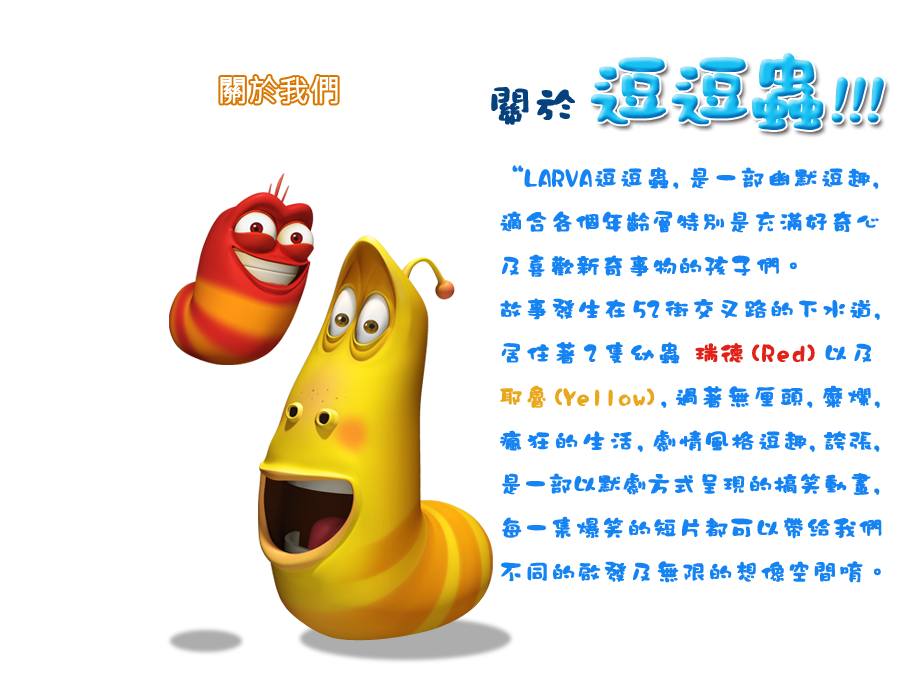 關於我們
關於 逗逗蟲!!!
“LARVA逗逗蟲, 是一部幽默逗趣,
適合各個年齡層特別是充滿好奇心
及喜歡新奇事物的孩子們。
故事發生在52街交叉路的下水道,
居住著2隻幼蟲 瑞德(Red)以及
耶魯(Yellow), 過著無厘頭, 糜爛,
瘋狂的生活, 劇情風格逗趣, 誇張,
是一部以默劇方式呈現的搞笑動畫,
每一集爆笑的短片都可以帶給我們
不同的啟發及無限的想像空間唷。